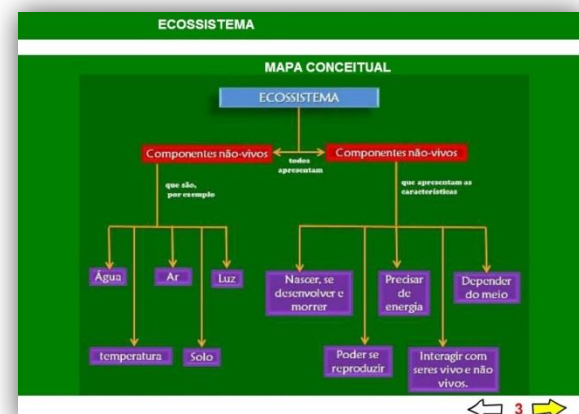 ECOSSISTEMA
MAPA CONCEITUAL
ECOSSISTEMA
Componentes não-vivos
todos
apresentam
Componentes não-vivos
que são,
por exemplo
que apresentam as
características
Água
Ar
Luz
Nascer, se
desenvolver e
morrer
Precisar
de
energia
Depender
do meio
temperatura
Solo
Poder se
reproduzir
Interagir com
seres vivo e não
vivos.
3